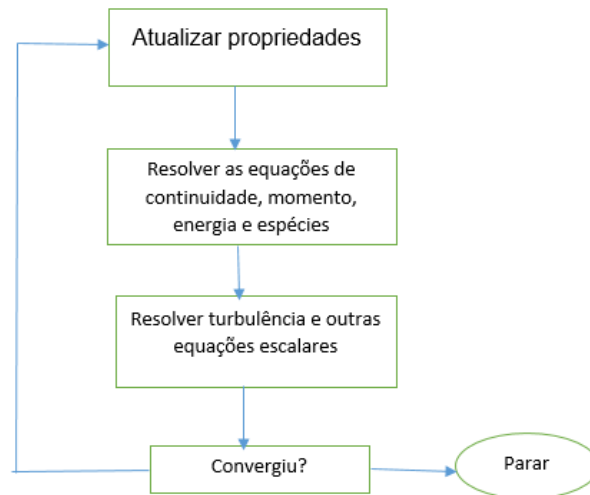 Atualizar propriedades
Resolver as equações de
continuidade, momento,
energia e espécies
Resolver turbulência e outras
equações escalares
Convergiu?
Parar